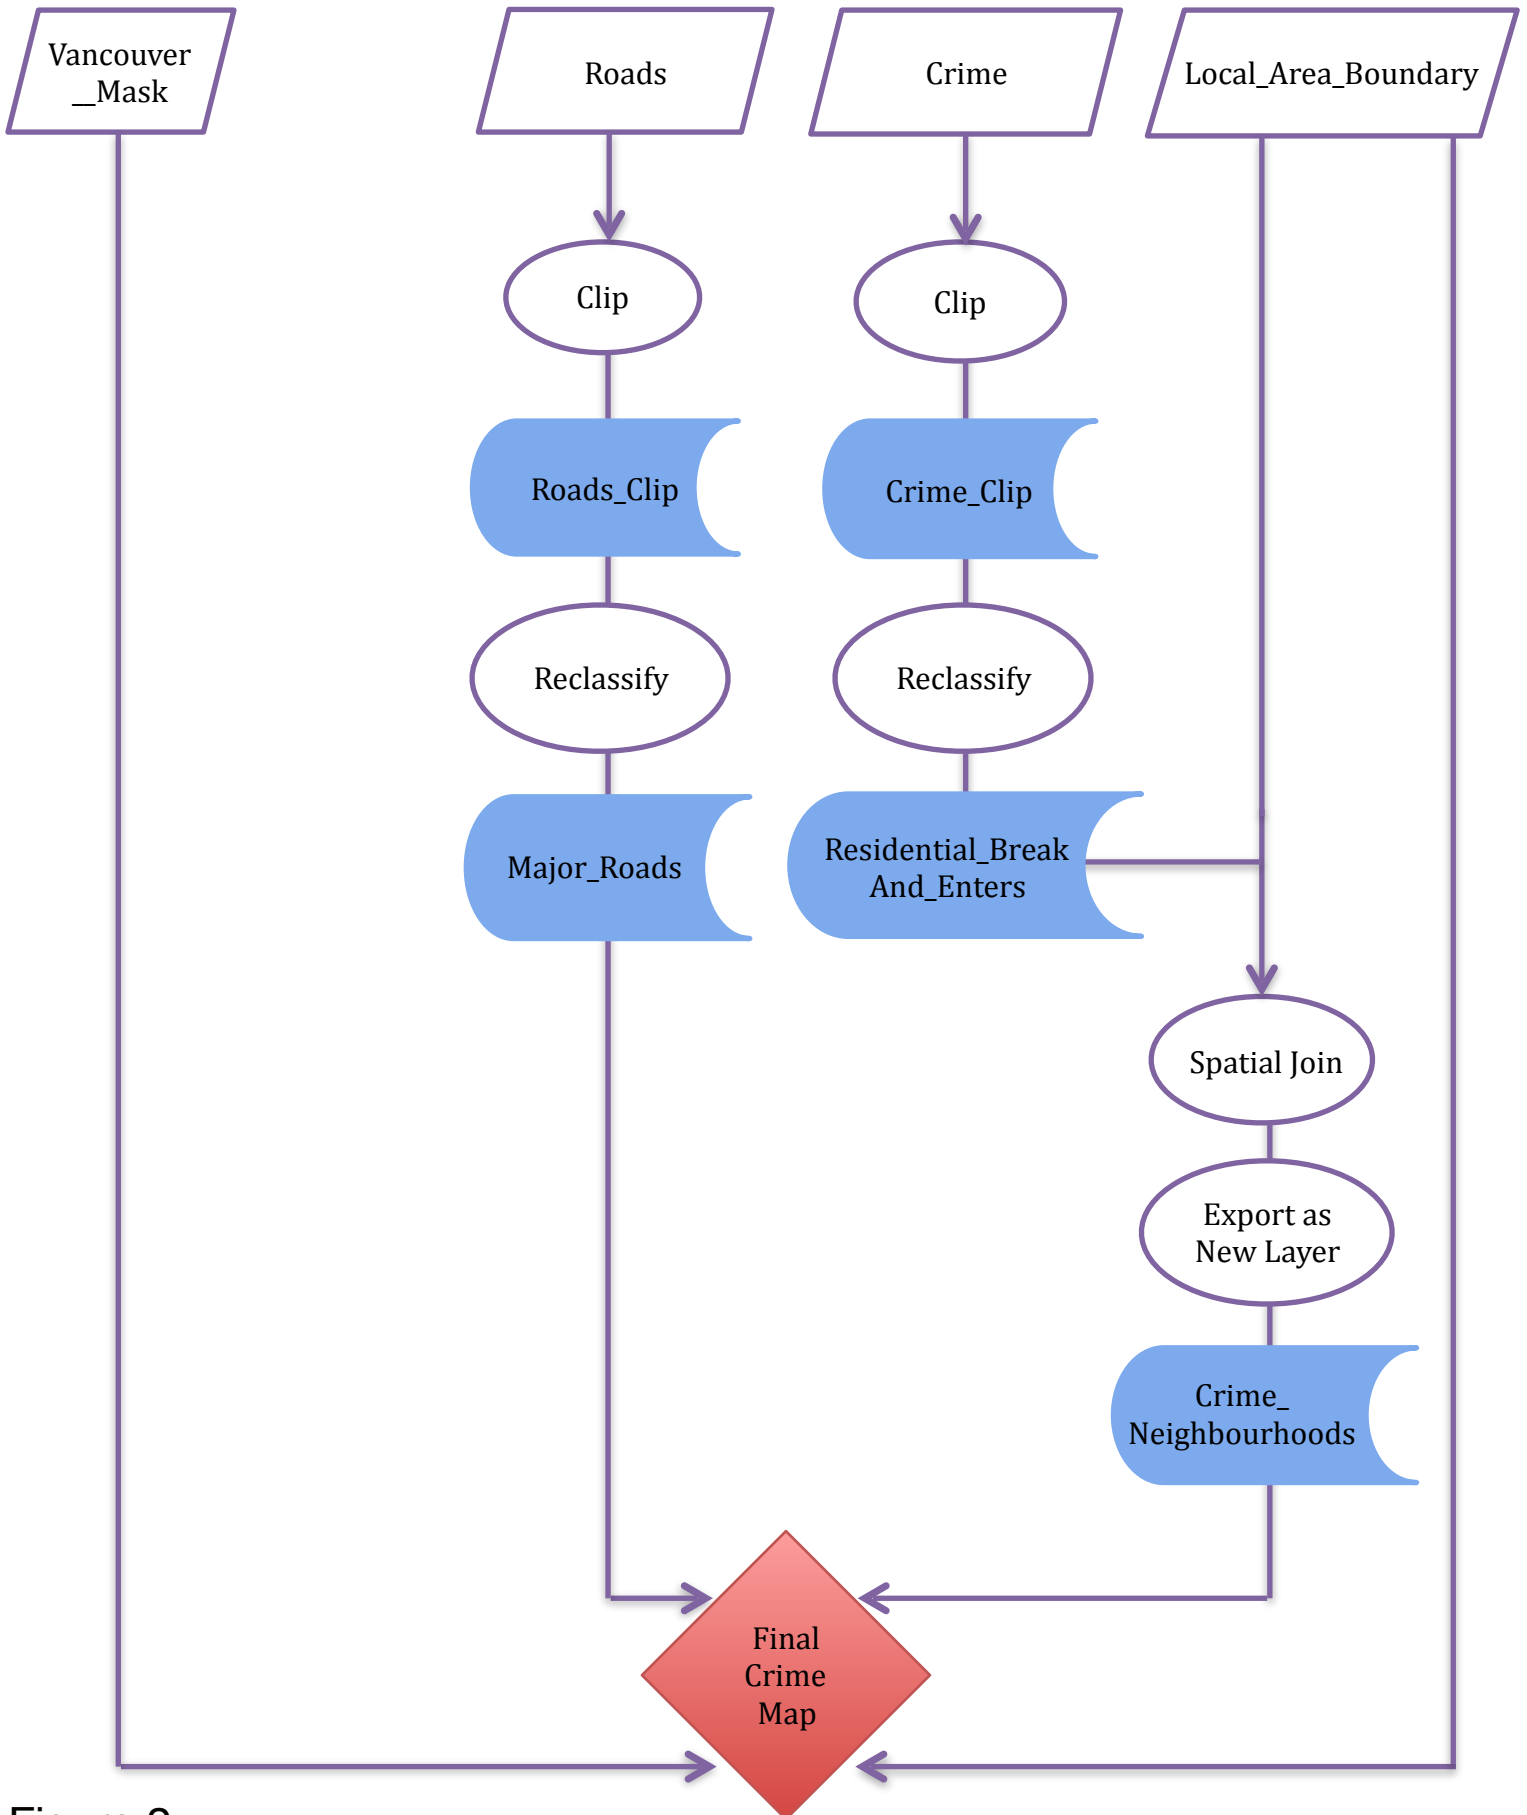 Vancouver
__Mask
Roads
Crime
Local_Area_Boundary
Clip
Clip
Roads_Clip
Crime_Clip
Reclassify
Reclassify
Major_Roads
Residential_Break
And_Enters
Spatial Join
Export as
New Layer
Crime_
Neighbourhoods
Final
Crime
Map